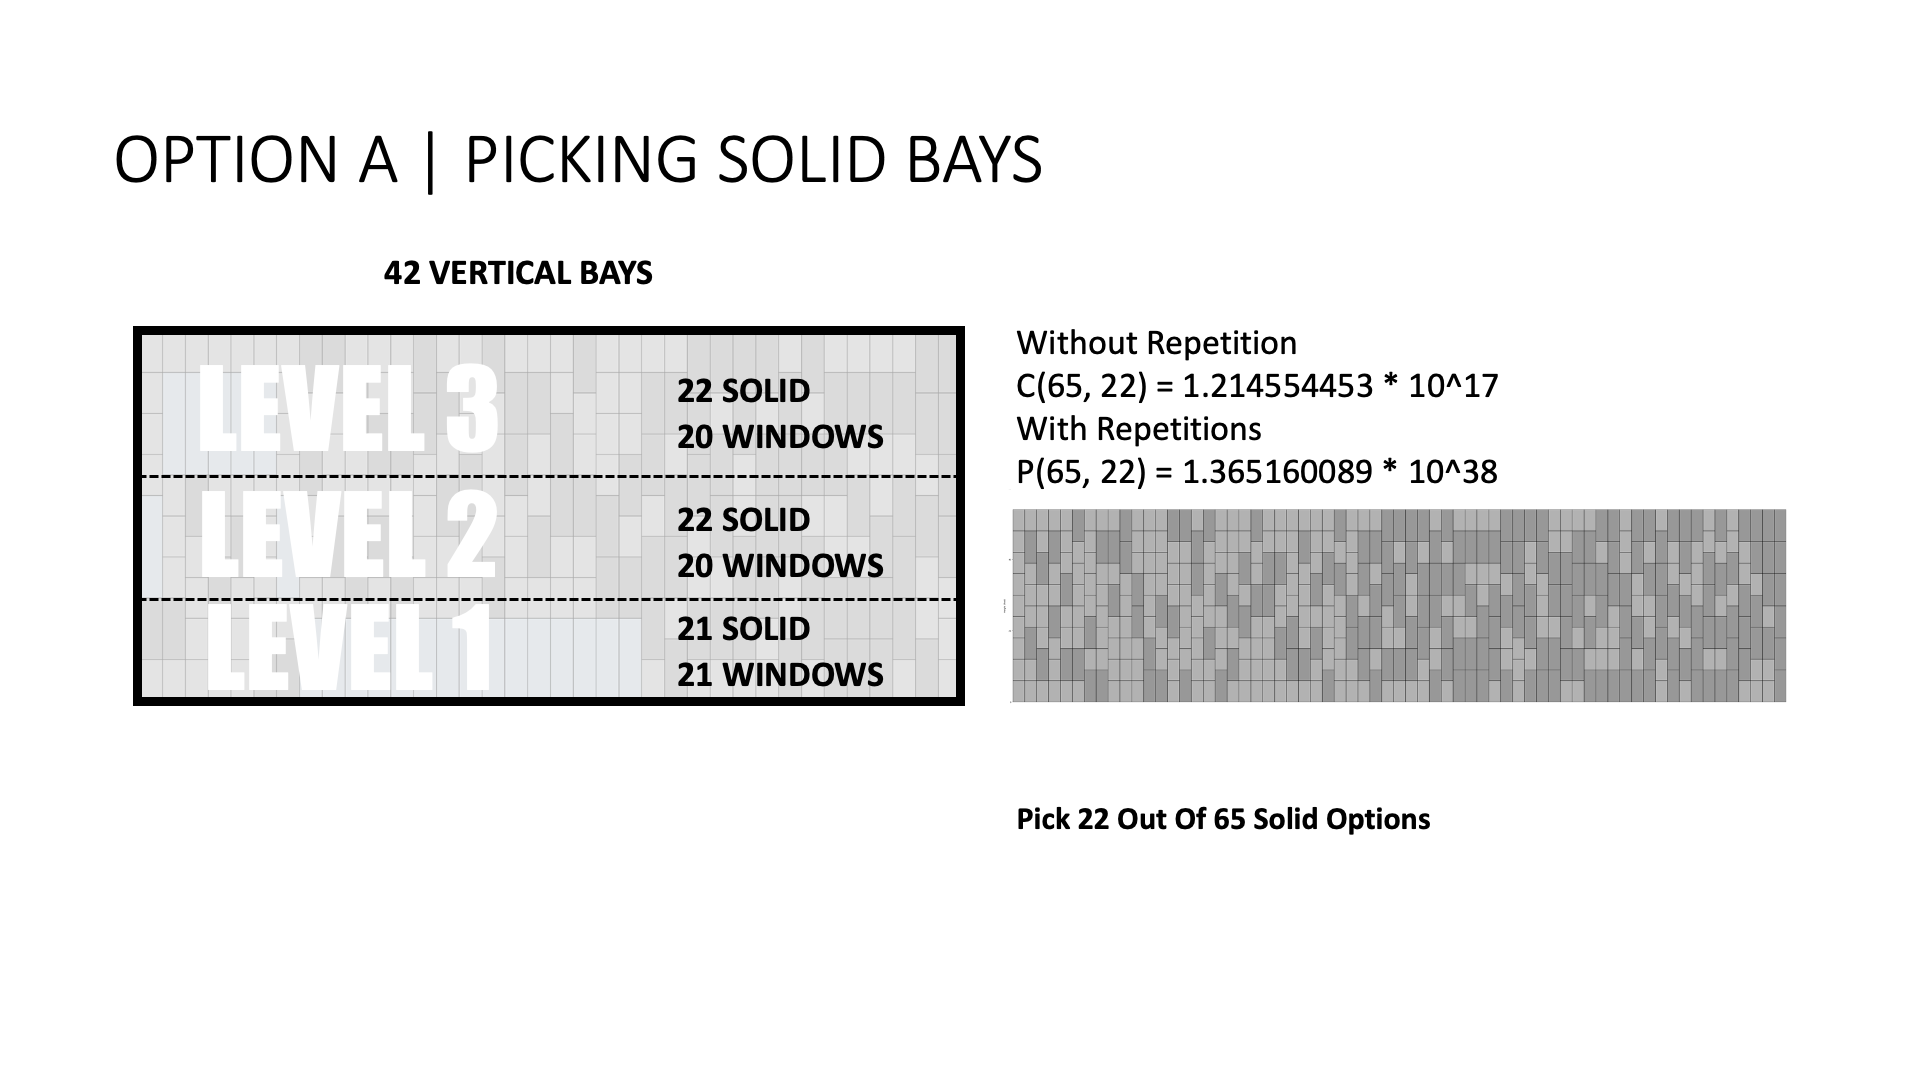 OPTION A | PICKING SOLID BAYS
42 VERTICAL BAYS
LEVEL 3
22 SOLID
20 WINDOWS
LEVEL 2
22 SOLID
20 WINDOWS
LEVEL 1
21 SOLID
21 WINDOWS
Without Repetition
C(65, 22) = 1.214554453 * 10^17
With Repetitions
P(65, 22) = 1.365160089 * 10^38
Pick 22 Out Of 65 Solid Options